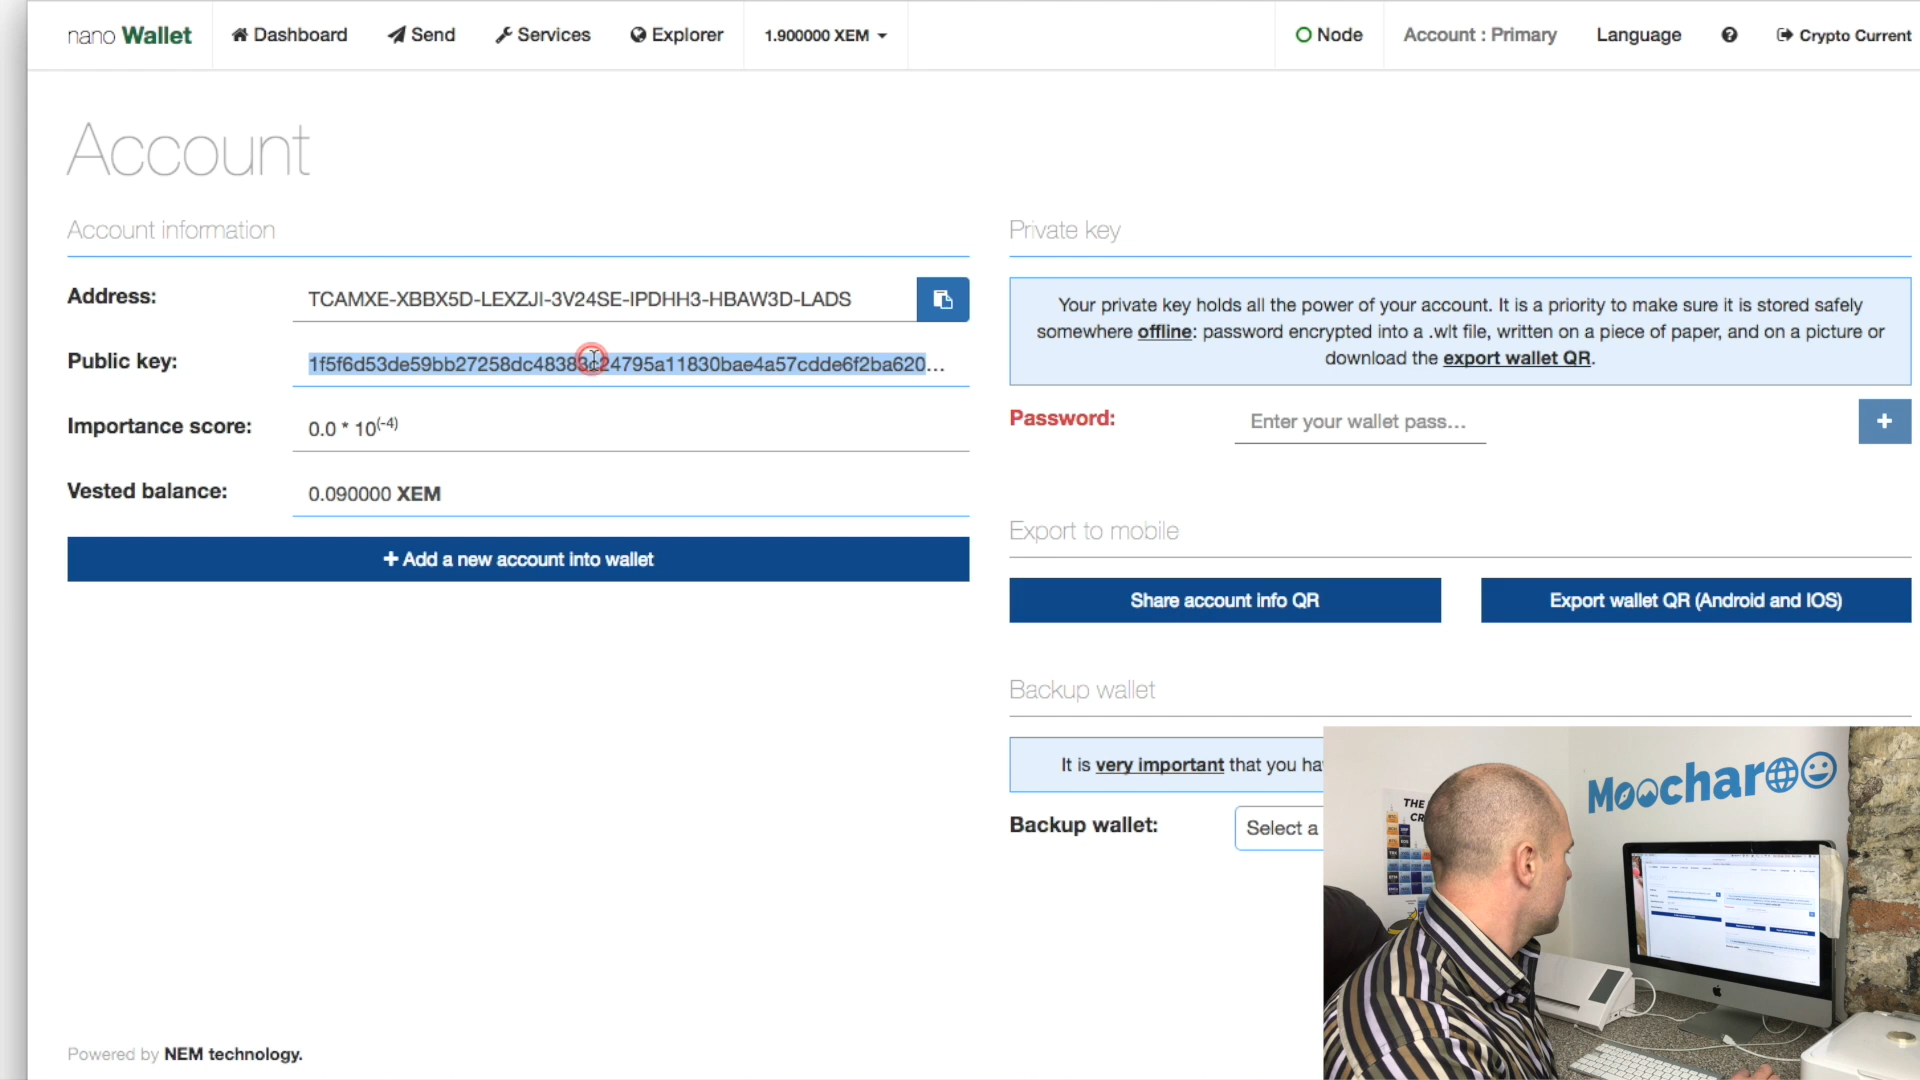 nano Wallet
Dashboard
Send
Services
Explorer
1.900000 XEM
Node
Account : Primary
Language
Crypto Current
Account
Account information
Address:
TCAMXE-XBBX5D-LEXZJI-3V24SE-IPDHH3-HBAW3D-LADS
Public key:
1f5f6d53de59bb27258dc48383c24795a11830bae4a57cdde6f2ba620...
Importance score:
0.0 * 10(-4)
Vested balance:
0.090000 XEM
+ Add a new account into wallet
Private key
Your private key holds all the power of your account. It is a priority to make sure it is stored safely
somewhere offline: password encrypted into a .wlt file, written on a piece of paper, and on a picture or
download the export wallet QR.
Password:
Enter your wallet pass...
+
Export to mobile
Share account info QR
Export wallet QR (Android and IOS)
Backup wallet
It is very important that you ha
Backup wallet:
Select a
Moocharoo
THE
CR
Powered by NEM technology.